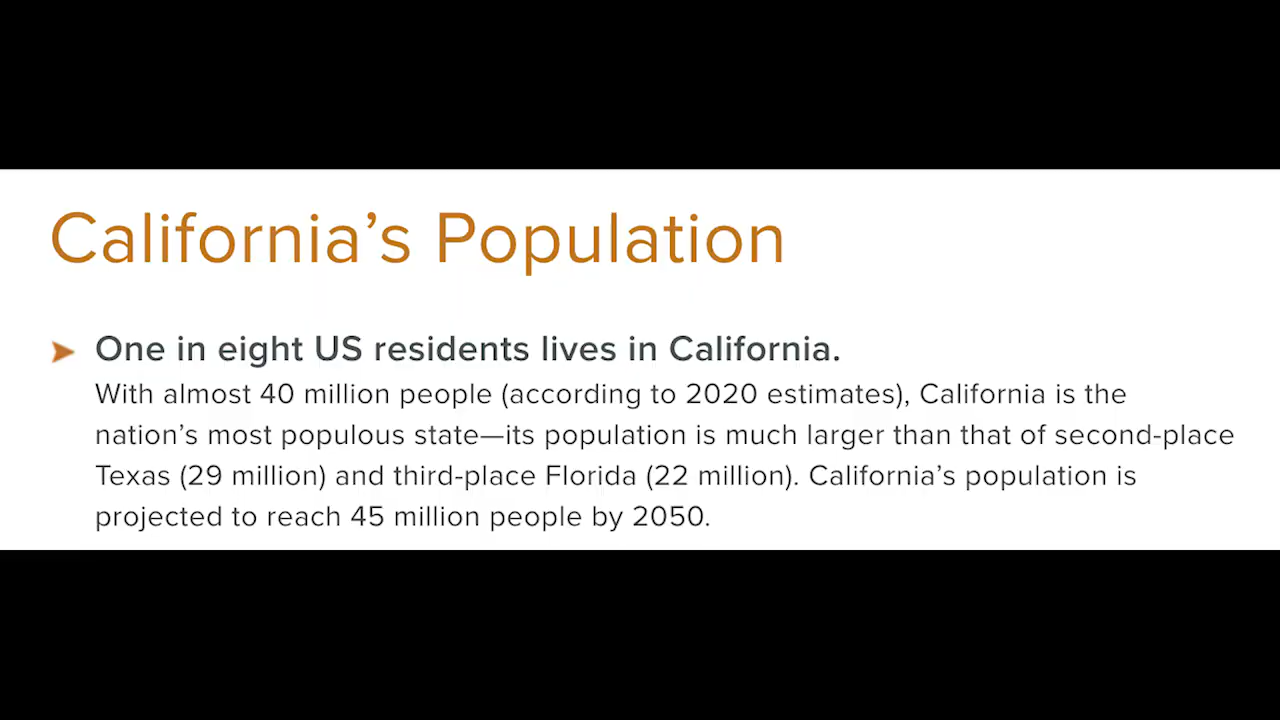 California’s Population
One in eight US residents lives in California.
With almost 40 million people (according to 2020 estimates), California is the
nation’s most populous state—its population is much larger than that of second-place
Texas (29 million) and third-place Florida (22 million). California’s population is
projected to reach 45 million people by 2050.